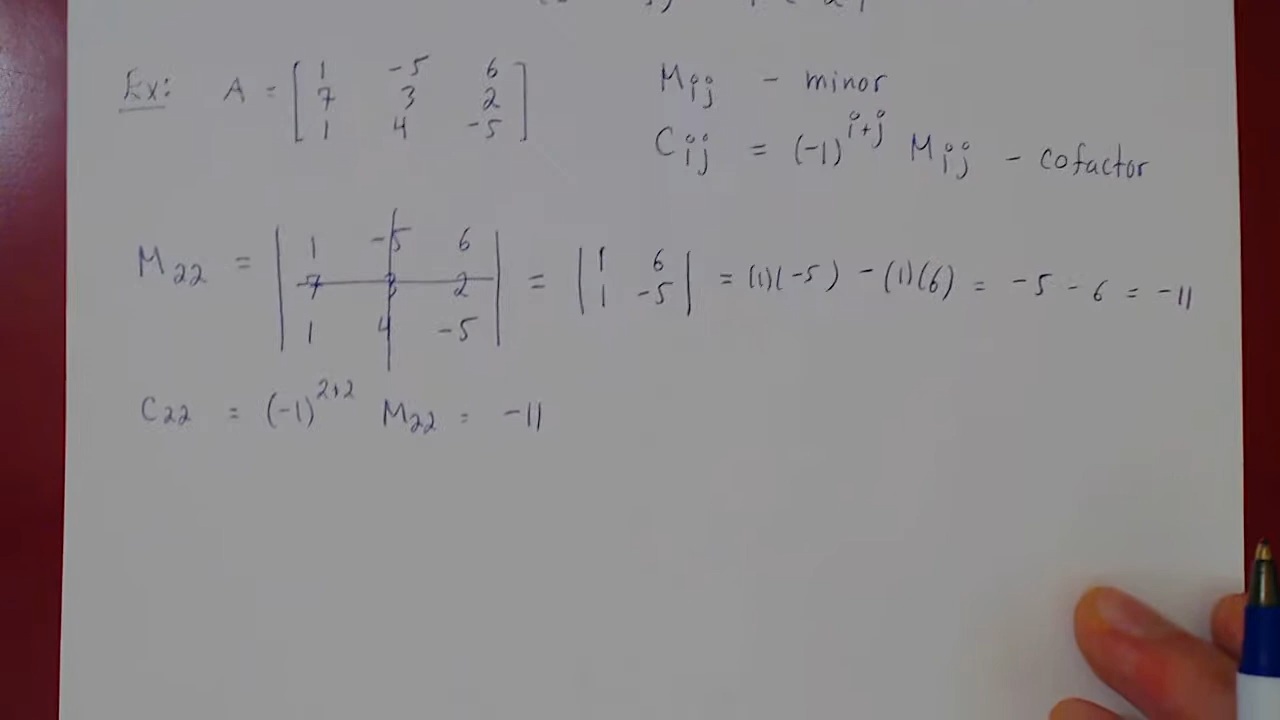 Ex: A = [ 1 -5 6
7 3 2
1 4 -5 ]
Mij - minor
Cij = (-1)^i+j Mij - cofactor
M22 = | 1 -5 6
7 3 2
1 4 -5 | = | 1 6
1 -5 | = (1)(-5) - (1)(6) = -5 - 6 = -11
C22 = (-1)^2+2 M22 = -11